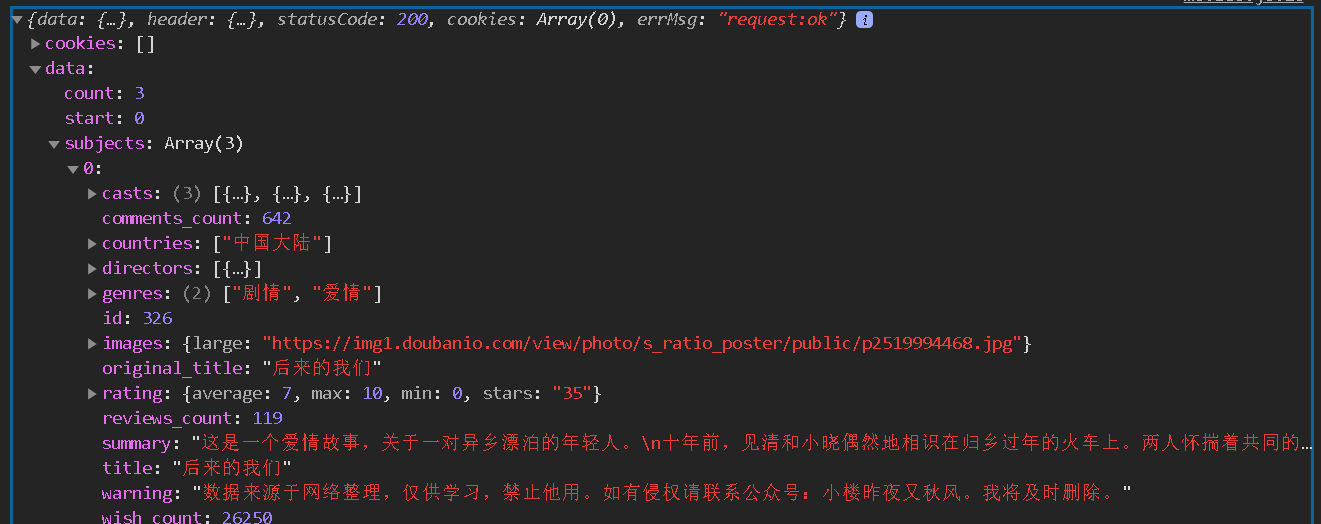 {data: {…}, header: {…}, statusCode: 200, cookies: Array(0), errMsg: "request:ok"} i
cookies: []
data:
count: 3
start: 0
subjects: Array(3)
0:
casts: (3) [{…}, {…}, {…}]
comments_count: 642
countries: ["中国大陆"]
directors: [{…}]
genres: (2) ["剧情", "爱情"]
id: 326
images: {large: "https://img1.doubanio.com/view/photo/s_ratio_poster/public/p2519994468.jpg"}
original_title: "后来的我们"
rating: {average: 7, max: 10, min: 0, stars: "35"}
reviews_count: 119
summary: "这是一个爱情故事，关于一对异乡漂泊的年轻人。\n十年前，见清和小晓偶然地相识在归乡过年的火车上。两人怀揣着共同的…
title: "后来的我们"
warning: "数据来源于网络整理，仅供学习，禁止他用。如有侵权请联系公众号：小楼昨夜又秋风。我将及时删除。"
wish_count: 26250